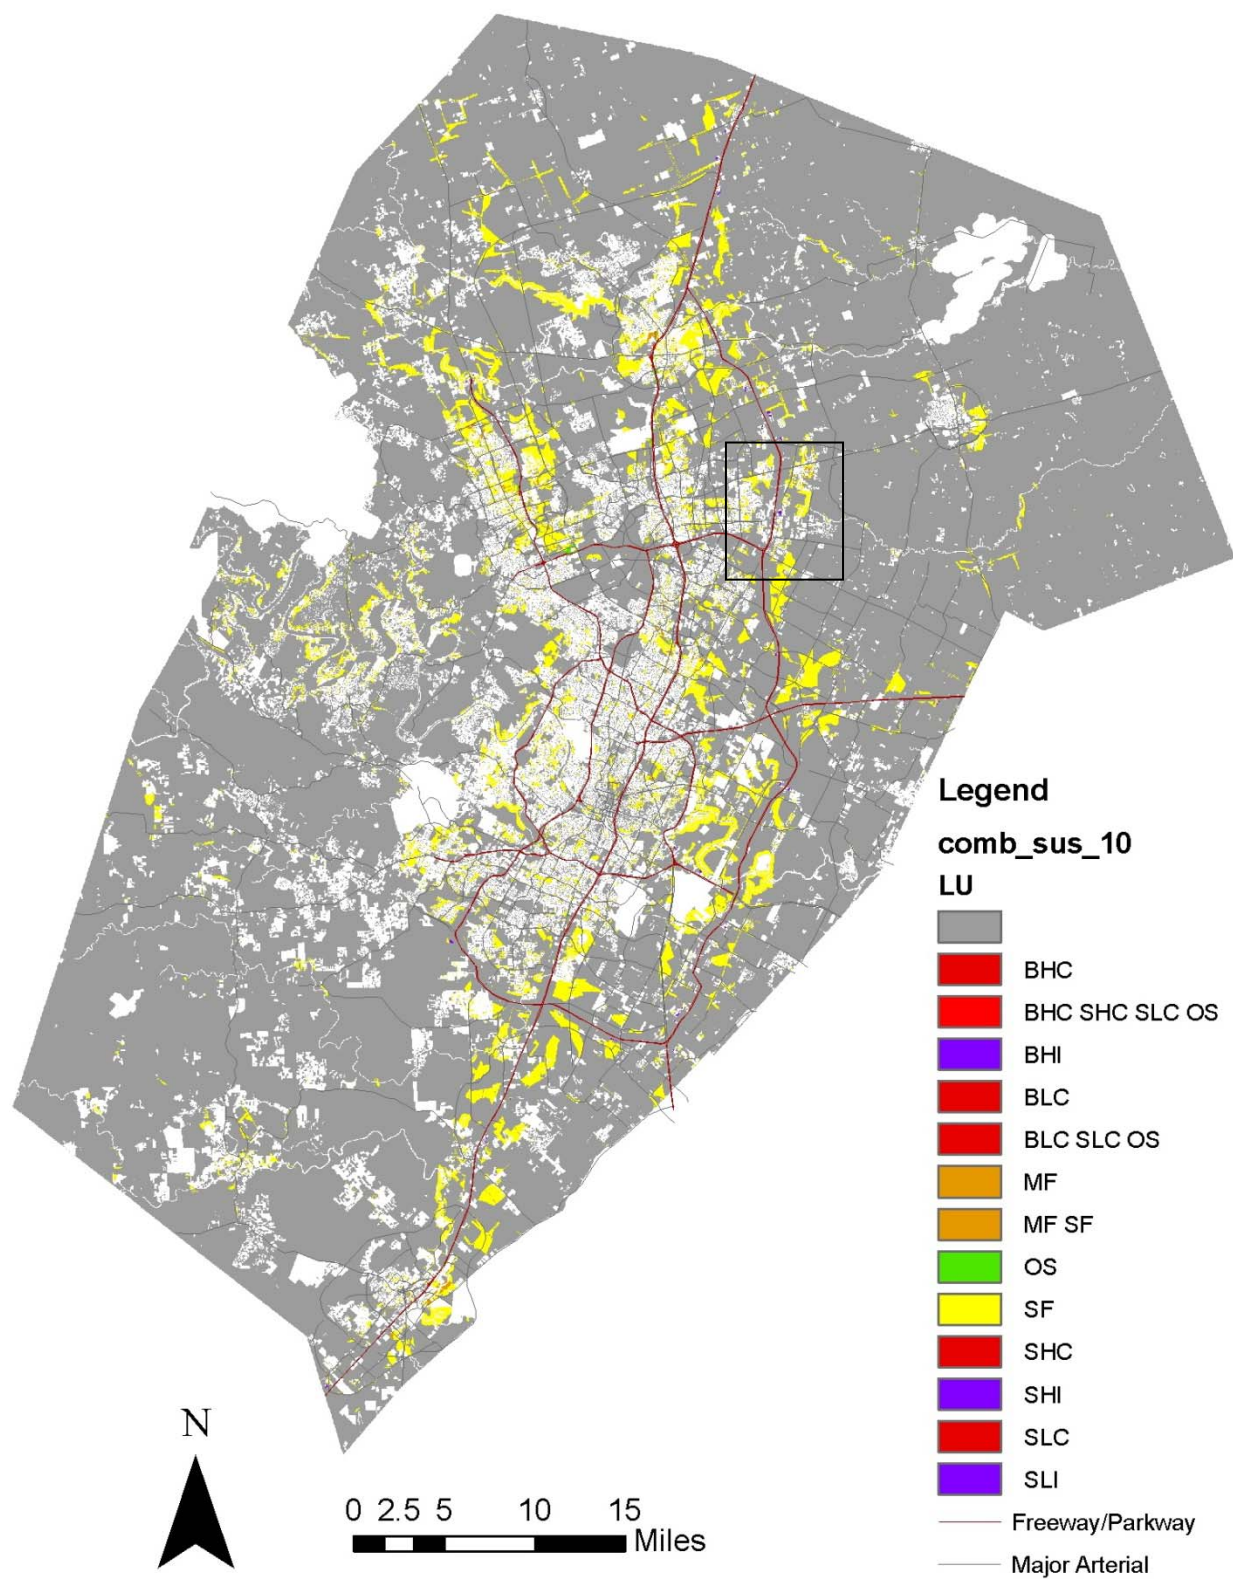 Legend
comb_sus_10
LU
BHC
BHC SHC SLC OS
BHI
BLC
BLC SLC OS
MF
MF SF
OS
SF
SHC
SHI
SLC
SLI
Freeway/Parkway
Major Arterial
N
0 2.5 5 10 15
Miles